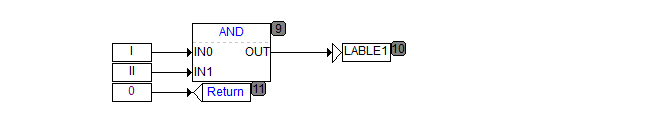 AND 9
I IN0 OUT LABLE1 10
II IN1
0 Return 11